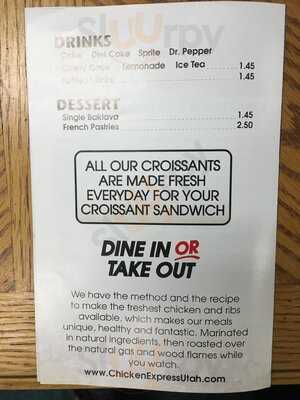 Sluurpy
DRINKS
Coke Diet Coke Sprite Dr. Pepper
Lemonade Ice Tea 1.45
1.45
DESSERT
Single Baklava 1.45
French Pastries 2.50
ALL OUR CROISSANTS
ARE MADE FRESH
EVERYDAY FOR YOUR
CROISSANT SANDWICH
DINE IN OR
TAKE OUT
We have the method and the recipe
to make the freshest chicken and ribs
available, which makes our meals
unique, healthy and fantastic. Marinated
in natural ingredients, then roasted over
the natural gas and wood flames while
you watch.
www.ChickenExpressUtah.com